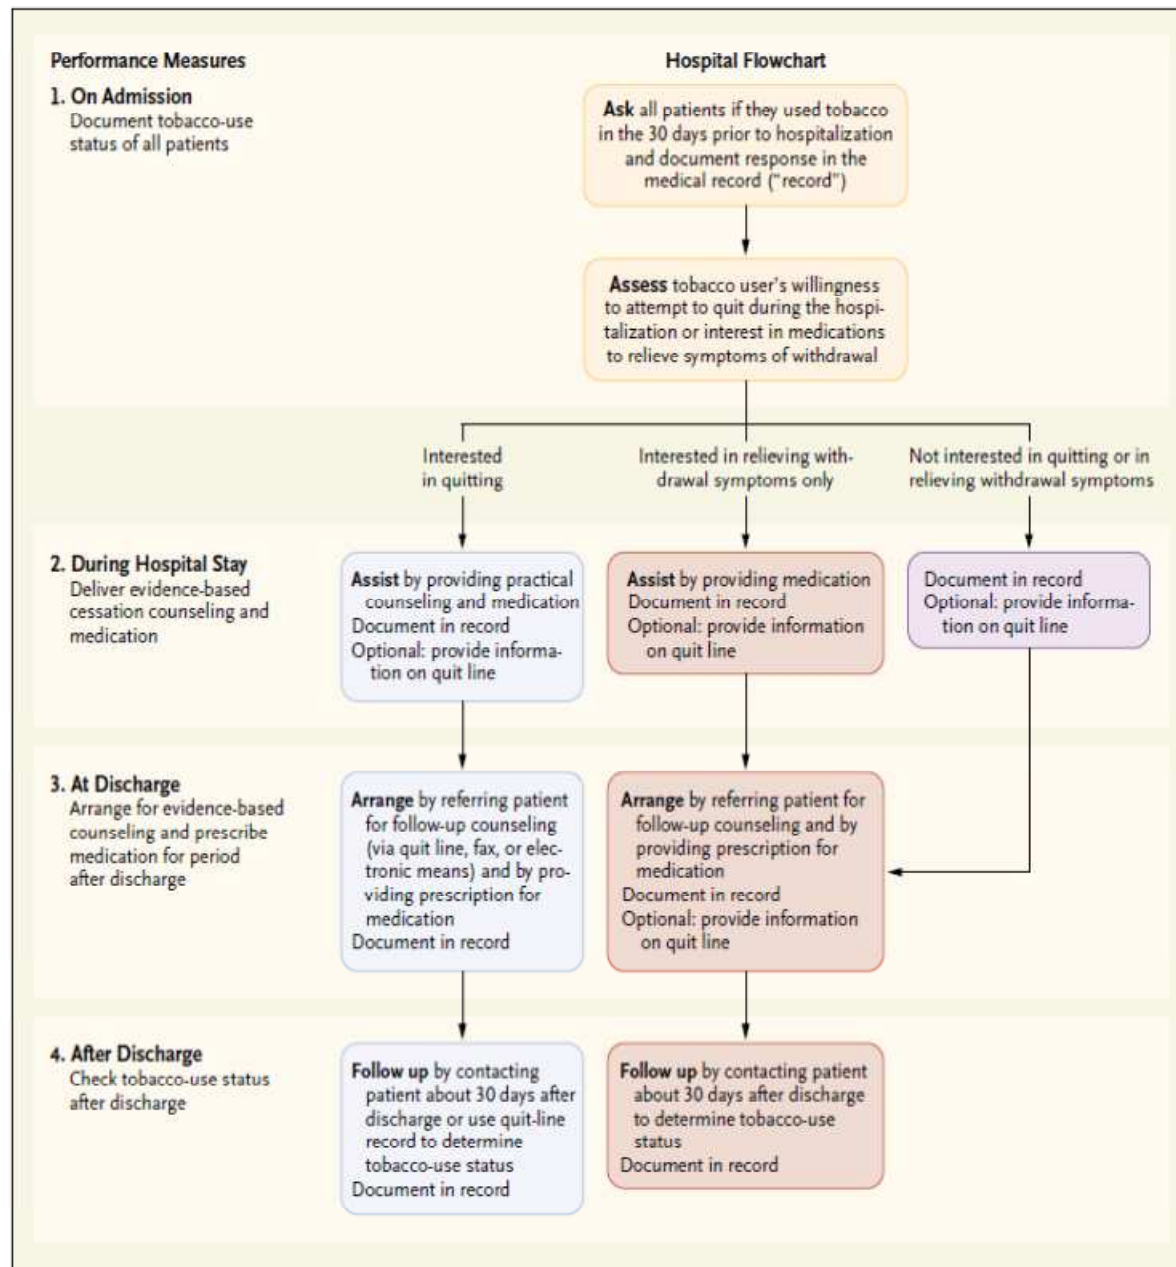 Performance Measures
Hospital Flowchart
1. On Admission
Document tobacco-use
status of all patients
Ask all patients if they used tobacco
in the 30 days prior to hospitalization
and document response in the
medical record (“record”)
Assess tobacco user’s willingness
to attempt to quit during the hospi-
talization or interest in medications
to relieve symptoms of withdrawal
Interested
in quitting
Interested in relieving with-
drawal symptoms only
Not interested in quitting or in
relieving withdrawal symptoms
2. During Hospital Stay
Deliver evidence-based
cessation counseling and
medication
Assist by providing practical
counseling and medication
Document in record
Optional: provide informa-
tion on quit line
Assist by providing medication
Document in record
Optional: provide information
on quit line
Document in record
Optional: provide informa-
tion on quit line
3. At Discharge
Arrange for evidence-based
counseling and prescribe
medication for period
after discharge
Arrange by referring patient
for follow-up counseling
(via quit line, fax, or elec-
tronic means) and by pro-
viding prescription for
medication
Document in record
Arrange by referring patient for
follow-up counseling and by
providing prescription for
medication
Document in record
Optional: provide information
on quit line
4. After Discharge
Check tobacco-use status
after discharge
Follow up by contacting
patient about 30 days after
discharge or use quit-line
record to determine
tobacco-use status
Document in record
Follow up by contacting patient
about 30 days after discharge
to determine tobacco-use
status
Document in record